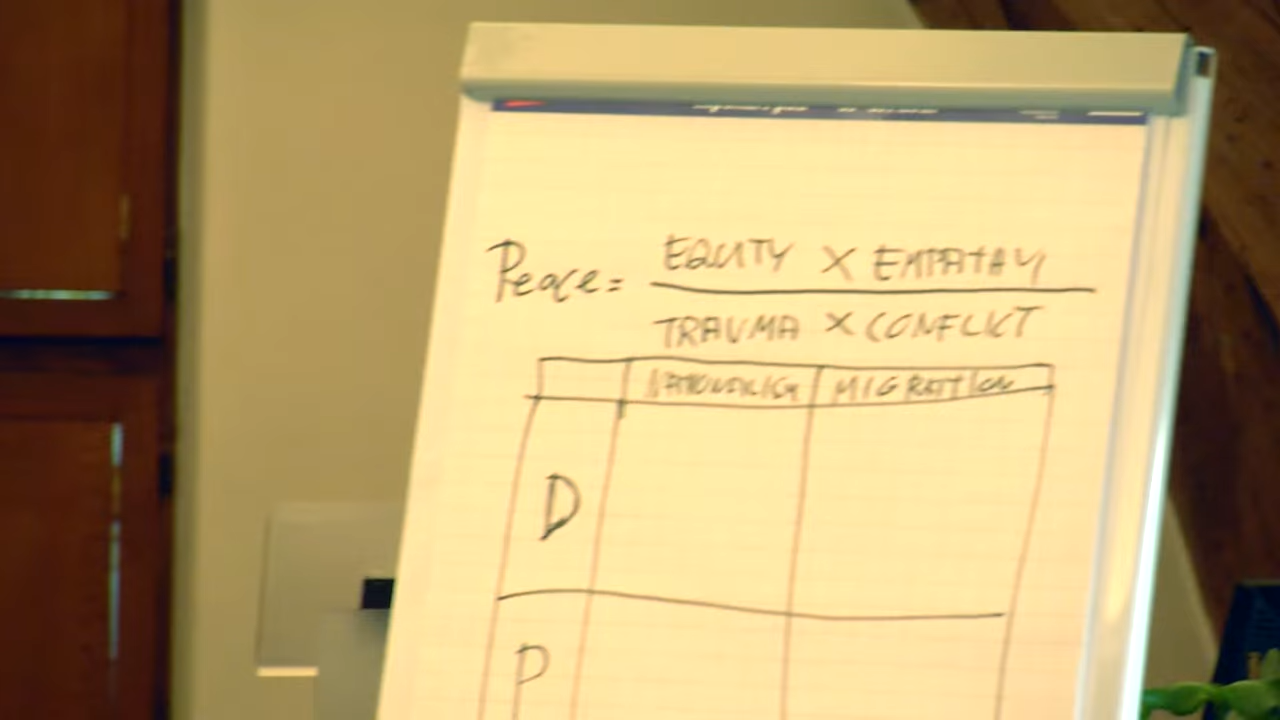 EQUITY X EMPATHY
Peace =
TRAUMA X CONFLICT
MIGRATION
D
P